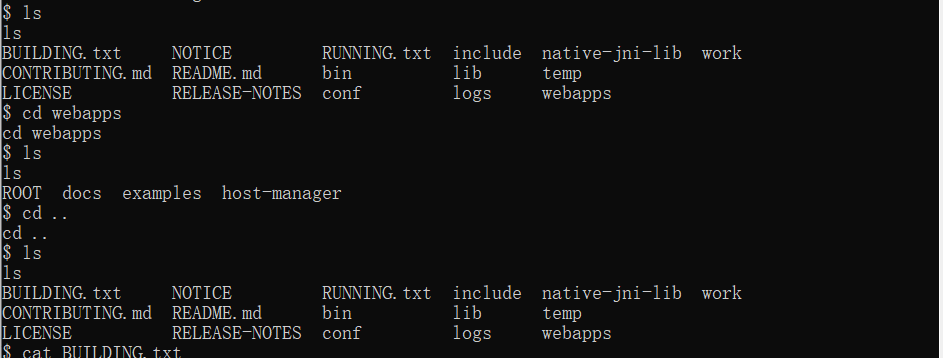 $ ls
ls
BUILDING.txt NOTICE RUNNING.txt include native-jni-lib work
CONTRIBUTING.md README.md bin lib temp
LICENSE RELEASE-NOTES conf logs webapps
$ cd webapps
cd webapps
$ ls
ls
ROOT docs examples host-manager
$ cd ..
cd ..
$ ls
ls
BUILDING.txt NOTICE RUNNING.txt include native-jni-lib work
CONTRIBUTING.md README.md bin lib temp
LICENSE RELEASE-NOTES conf logs webapps
$ cat BUILDING.txt